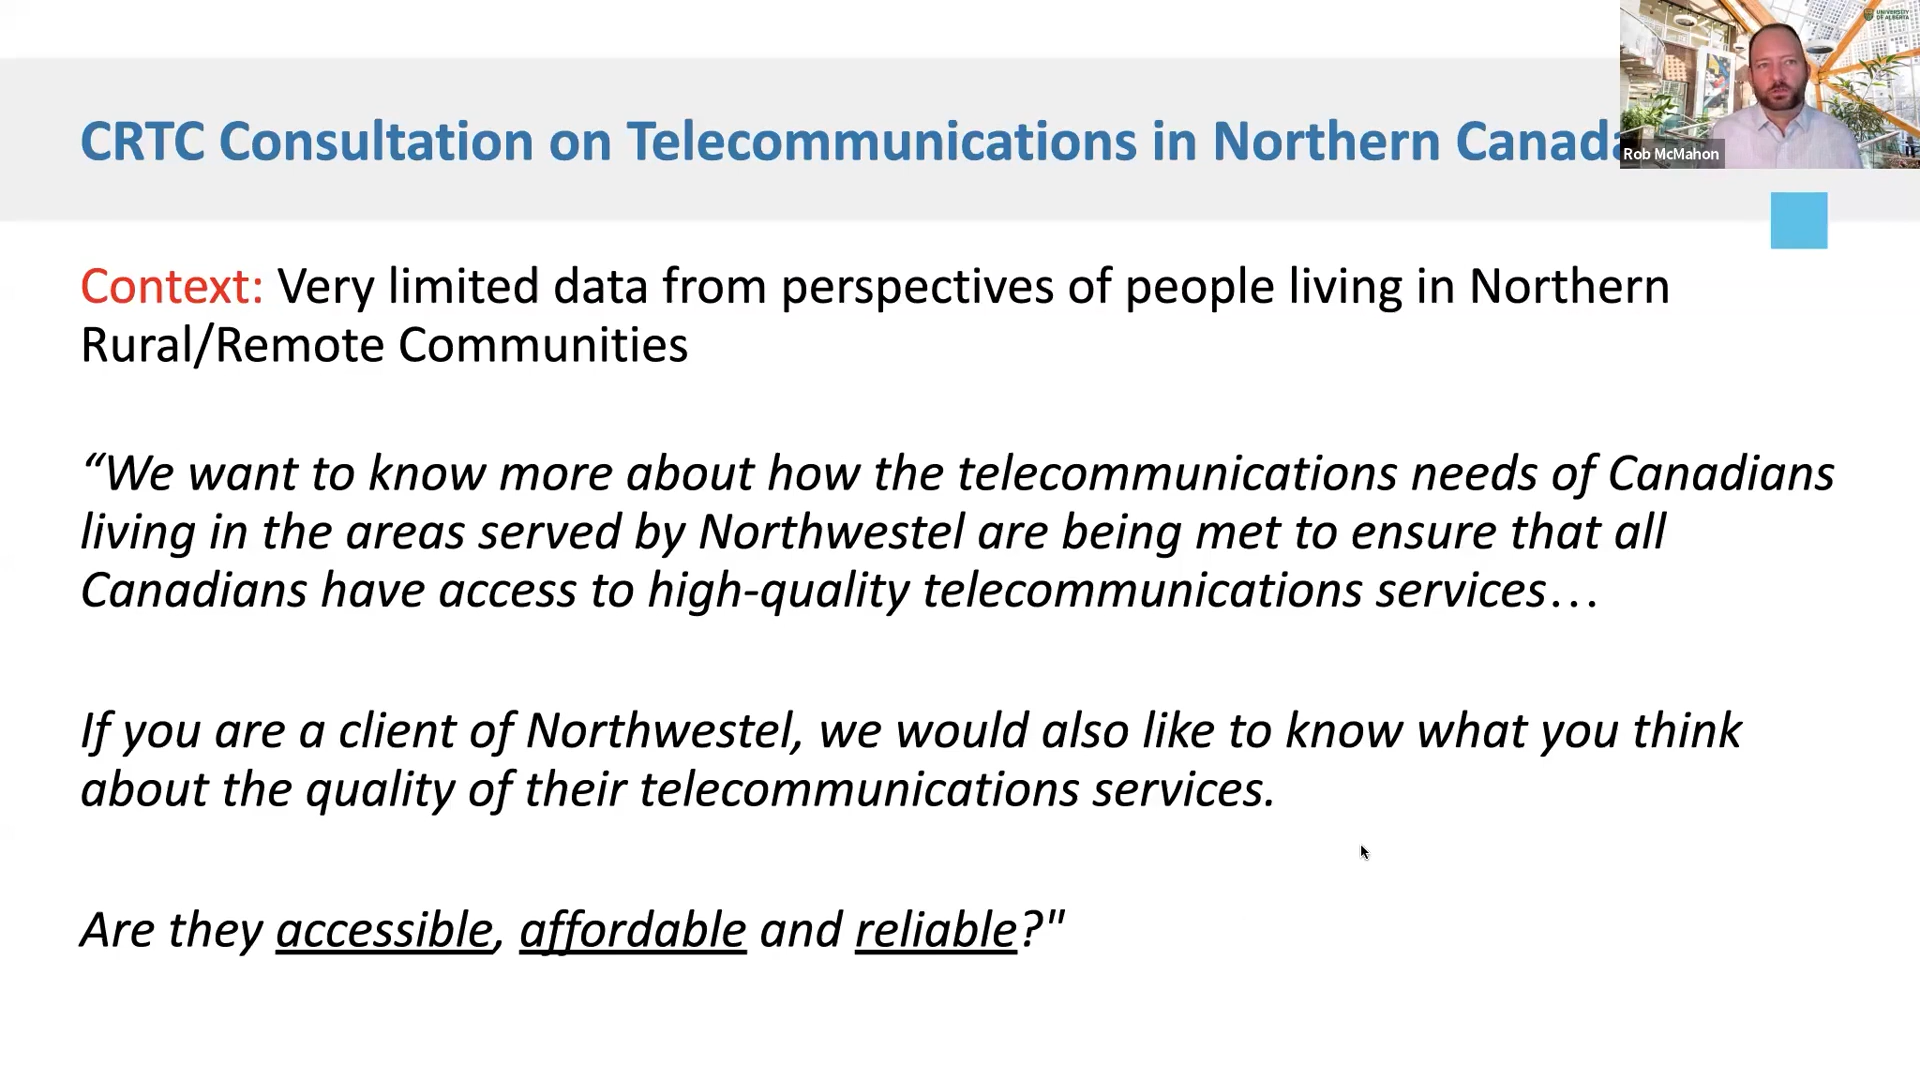 CRTC Consultation on Telecommunications in Northern Canada
UNIVERSITY
OF ALBERTA
Rob McMahon
Context: Very limited data from perspectives of people living in Northern
Rural/Remote Communities
“We want to know more about how the telecommunications needs of Canadians
living in the areas served by Northwestel are being met to ensure that all
Canadians have access to high-quality telecommunications services…
If you are a client of Northwestel, we would also like to know what you think
about the quality of their telecommunications services.
Are they accessible, affordable and reliable?"